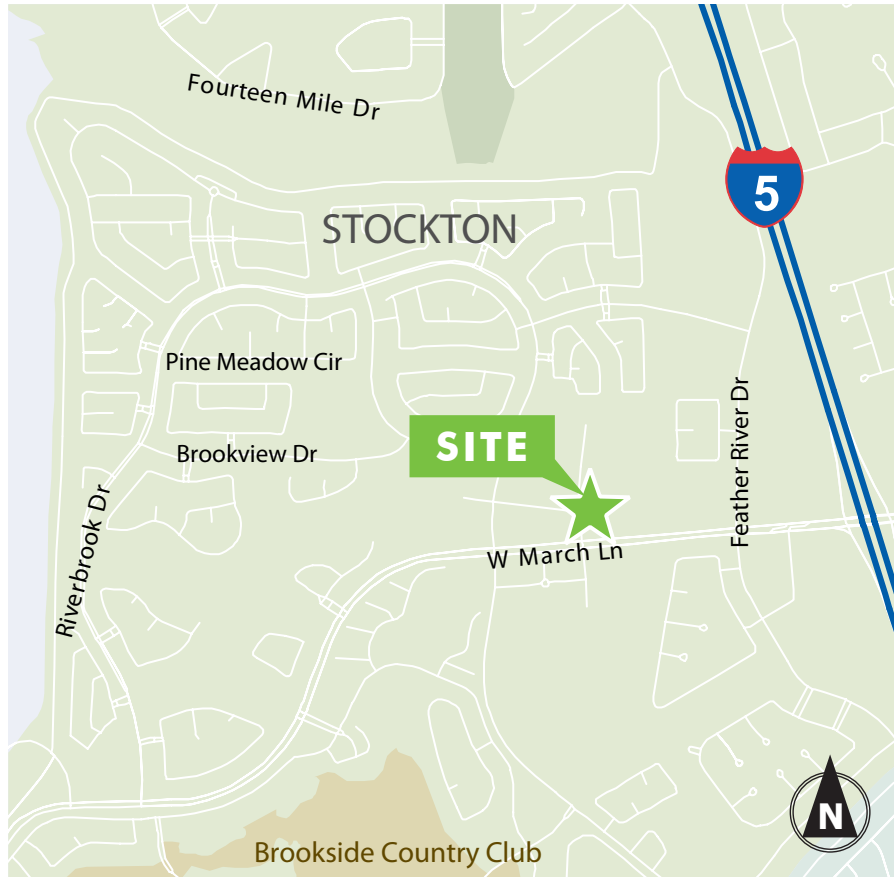 Fourteen Mile Dr
5
STOCKTON
Pine Meadow Cir
Feather River Dr
SITE
Brookview Dr
W March Ln
Riverbrook Dr
N
Brookside Country Club